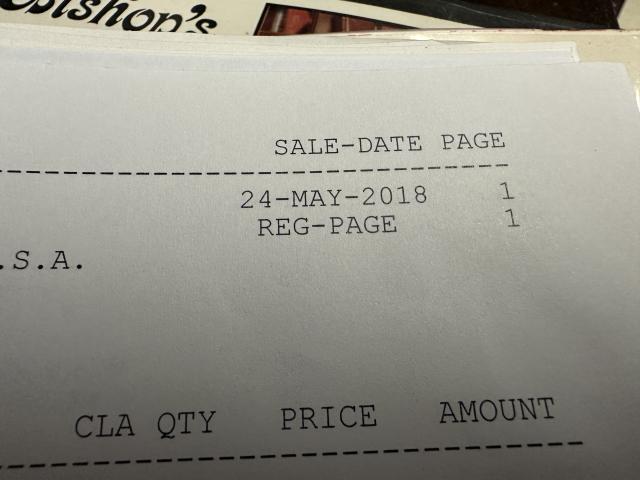 SALE-DATE PAGE
24-MAY-2018 1
REG-PAGE 1
.S.A.
CLA QTY PRICE AMOUNT